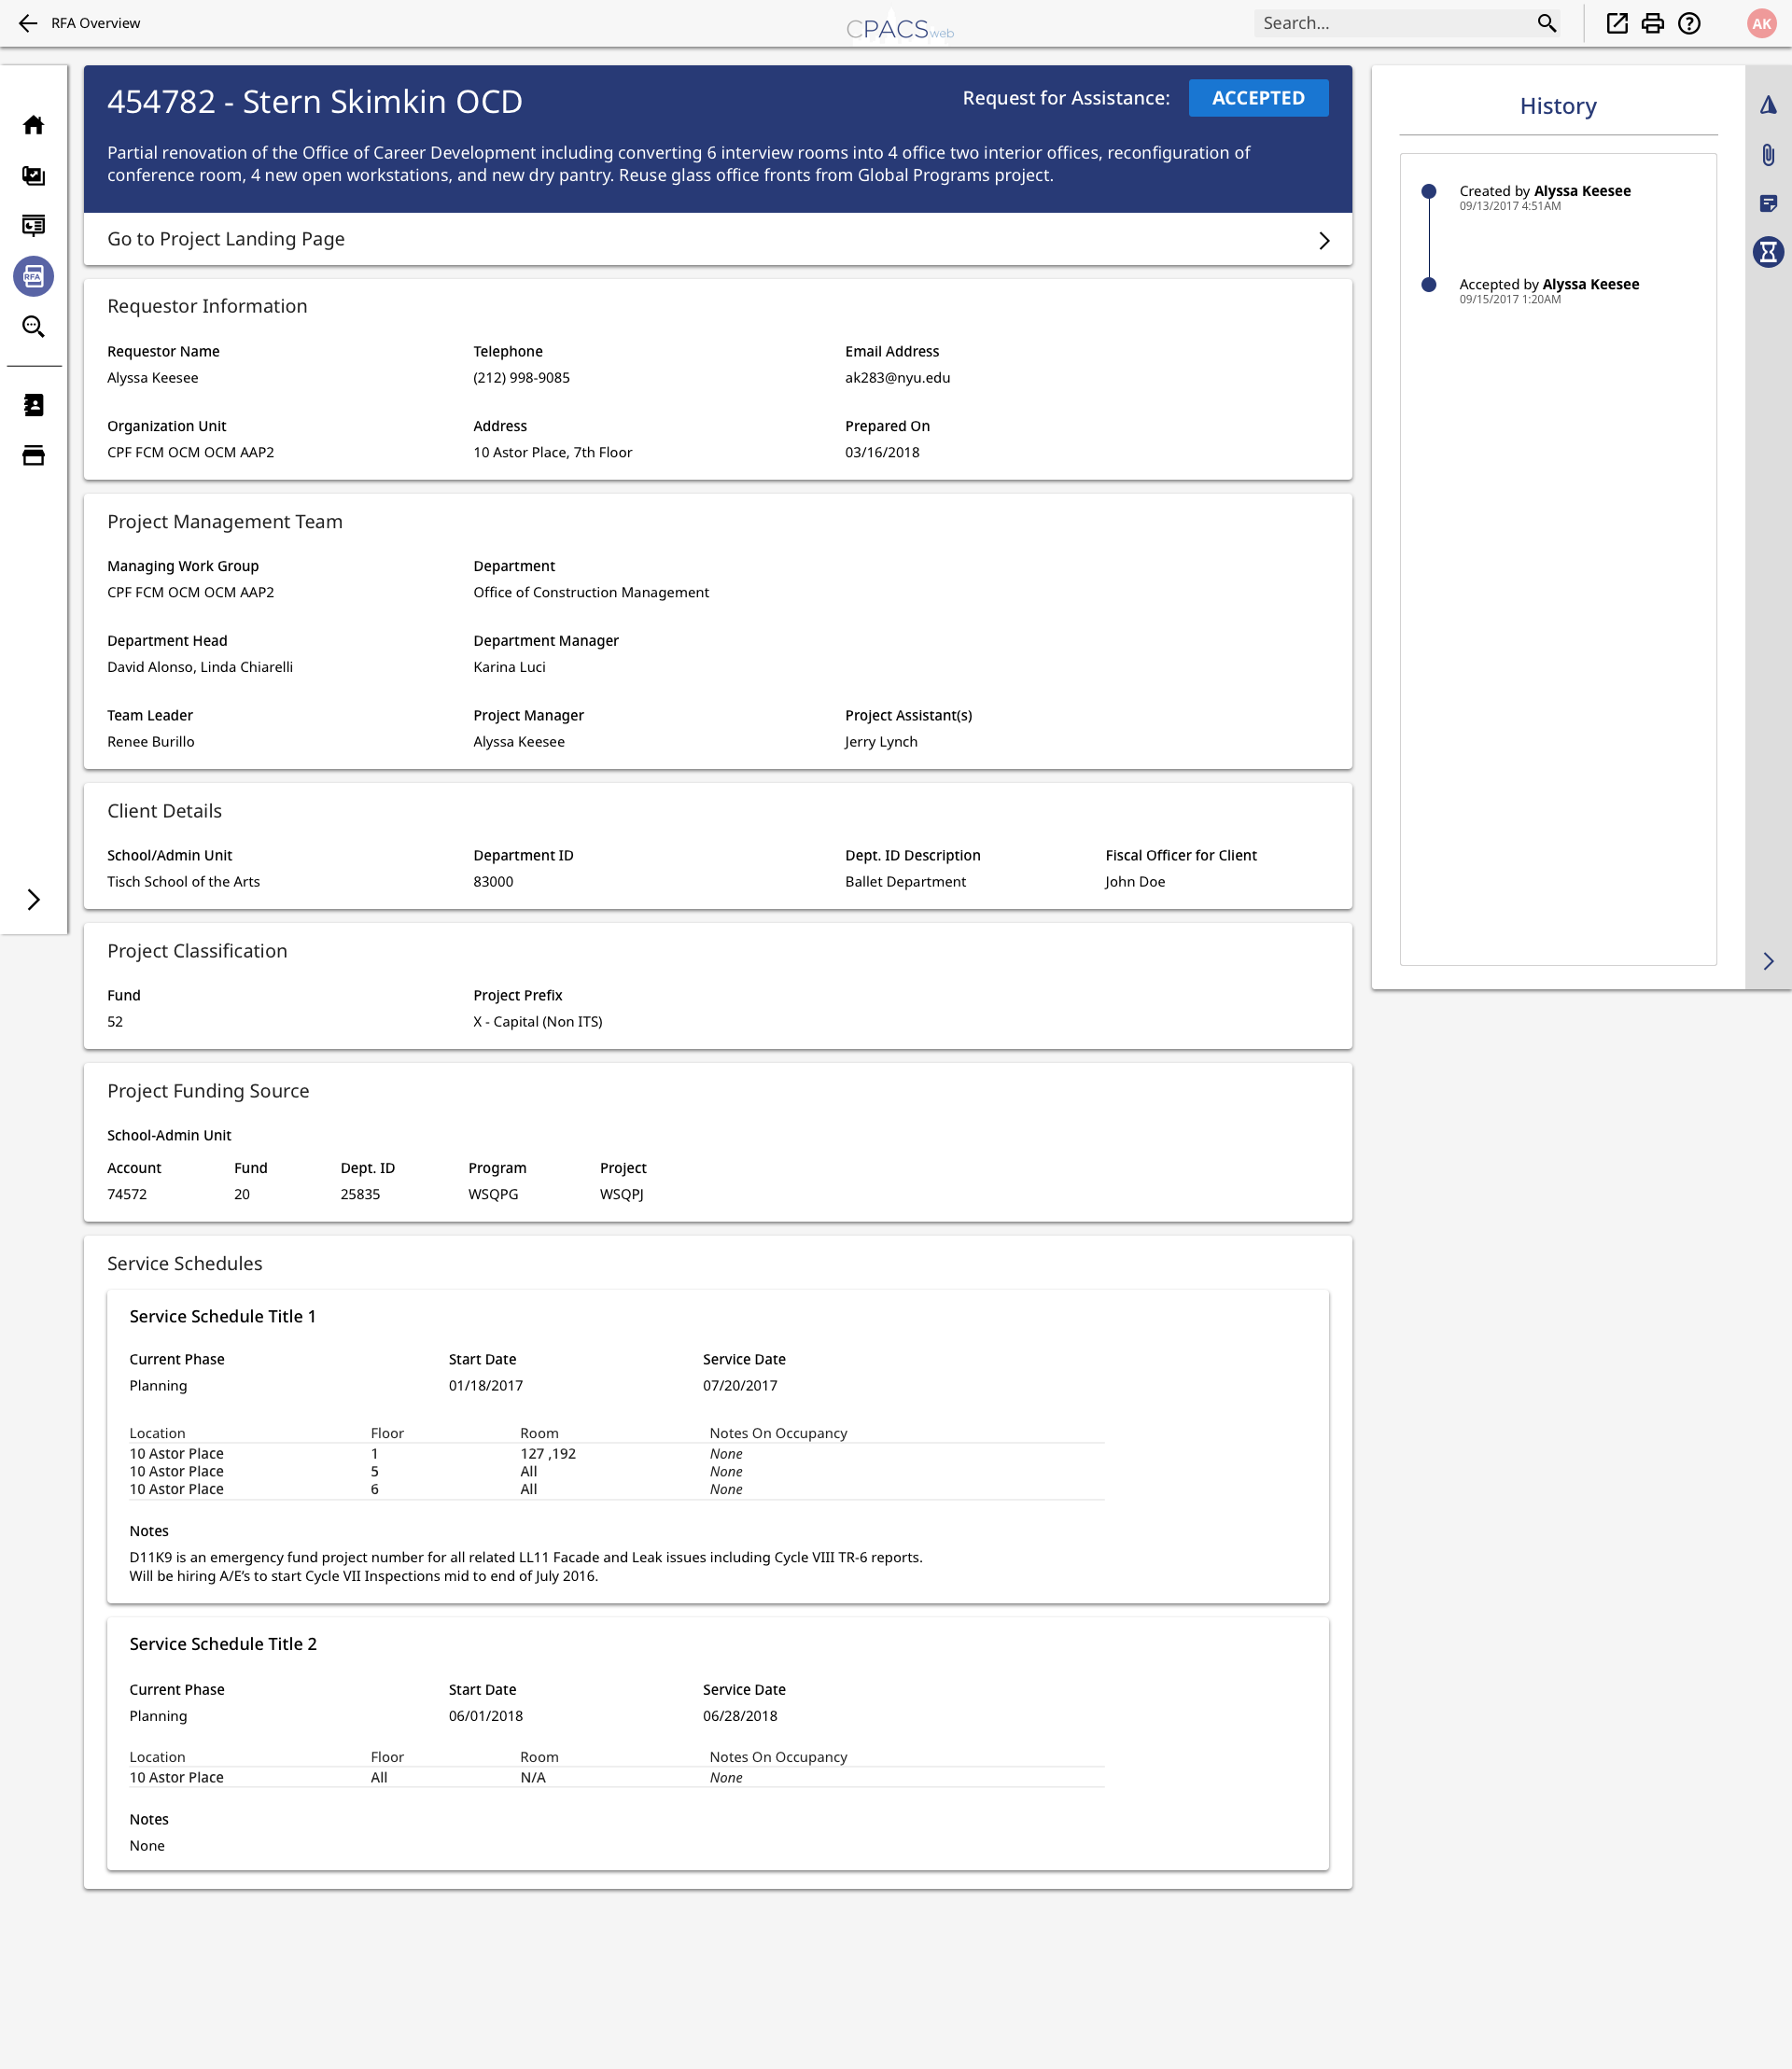 RFA Overview
CPACSweb
Search...
AK
454782 - Stern Skimkin OCD
Request for Assistance: ACCEPTED
Partial renovation of the Office of Career Development including converting 6 interview rooms into 4 office two interior offices, reconfiguration of
conference room, 4 new open workstations, and new dry pantry. Reuse glass office fronts from Global Programs project.
Go to Project Landing Page
RFA
Requestor Information
Requestor Name Telephone Email Address
Alyssa Keesee (212) 998-9085 ak283@nyu.edu
Organization Unit Address Prepared On
CPF FCM OCM OCM AAP2 10 Astor Place, 7th Floor 03/16/2018
Project Management Team
Managing Work Group Department
CPF FCM OCM OCM AAP2 Office of Construction Management
Department Head Department Manager
David Alonso, Linda Chiarelli Karina Luci
Team Leader Project Manager Project Assistant(s)
Renee Burillo Alyssa Keesee Jerry Lynch
Client Details
School/Admin Unit Department ID Dept. ID Description Fiscal Officer for Client
Tisch School of the Arts 83000 Ballet Department John Doe
Project Classification
Fund Project Prefix
52 X - Capital (Non ITS)
Project Funding Source
School-Admin Unit
Account Fund Dept. ID Program Project
74572 20 25835 WSQPG WSQPJ
Service Schedules
Service Schedule Title 1
Current Phase Start Date Service Date
Planning 01/18/2017 07/20/2017
Location Floor Room Notes On Occupancy
10 Astor Place 1 127 ,192 None
10 Astor Place 5 All None
10 Astor Place 6 All None
Notes
D11K9 is an emergency fund project number for all related LL11 Facade and Leak issues including Cycle VIII TR-6 reports.
Will be hiring A/E's to start Cycle VII Inspections mid to end of July 2016.
Service Schedule Title 2
Current Phase Start Date Service Date
Planning 06/01/2018 06/28/2018
Location Floor Room Notes On Occupancy
10 Astor Place All N/A None
Notes
None
History
Created by Alyssa Keesee
09/13/2017 4:51AM
Accepted by Alyssa Keesee
09/15/2017 1:20AM